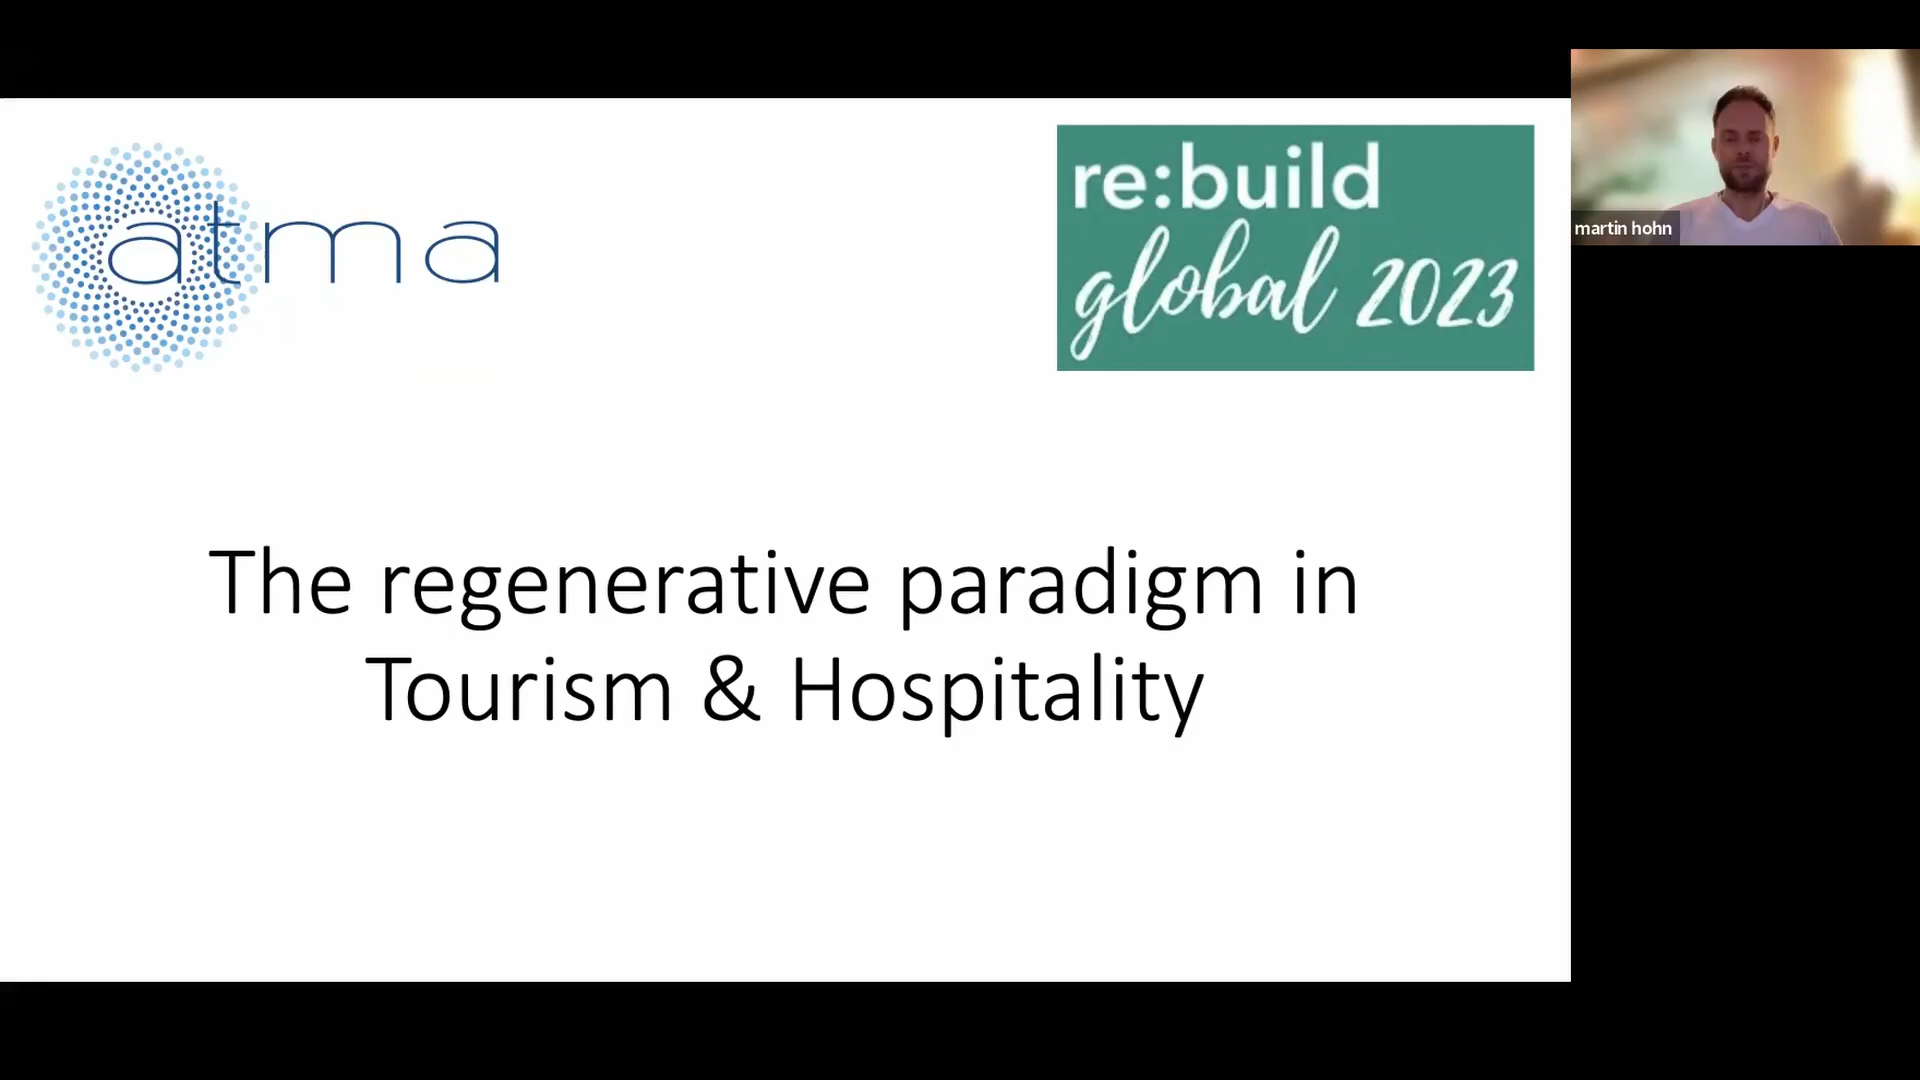 atma
re:build
global 2023
martin hohn
The regenerative paradigm in
Tourism & Hospitality